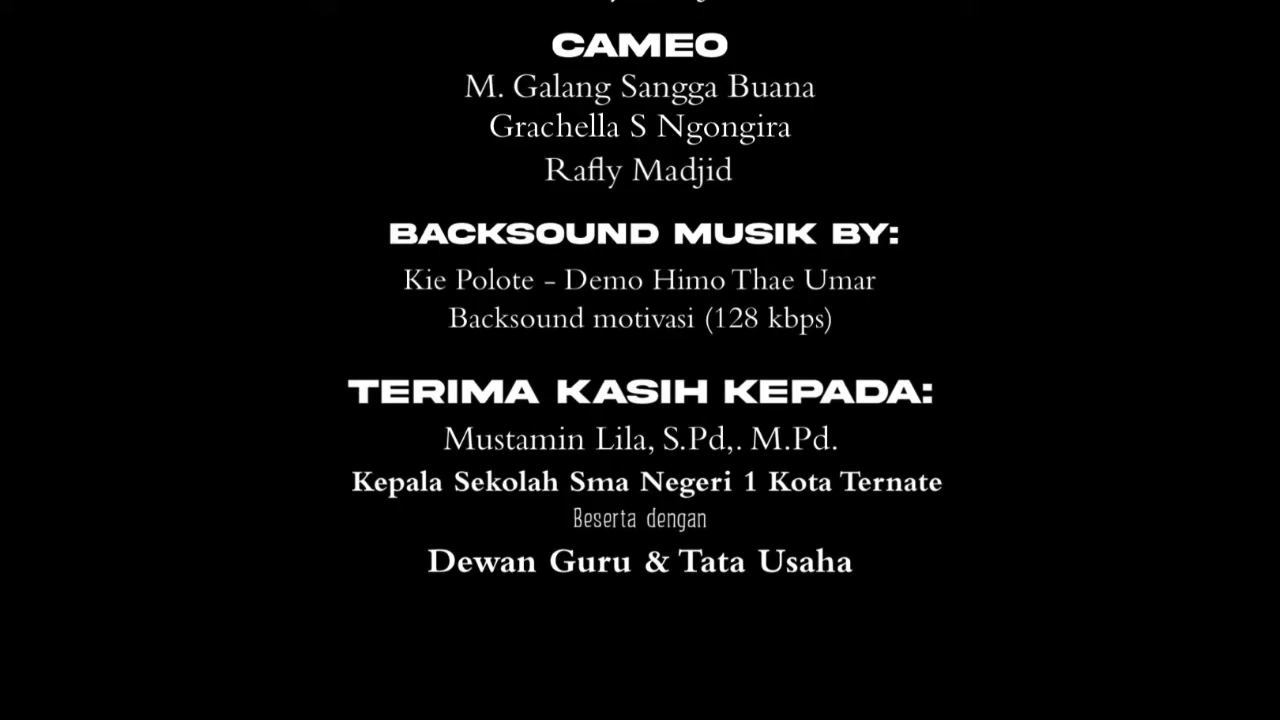 CAMEO
M. Galang Sangga Buana
Grachella S Ngongira
Rafly Madjid
BACKSOUND MUSIK BY:
Kie Polote - Demo Himo Thae Umar
Backsound motivasi (128 kbps)
TERIMA KASIH KEPADA:
Mustamin Lila, S.Pd,. M.Pd.
Kepala Sekolah Sma Negeri 1 Kota Ternate
Beserta dengan
Dewan Guru & Tata Usaha